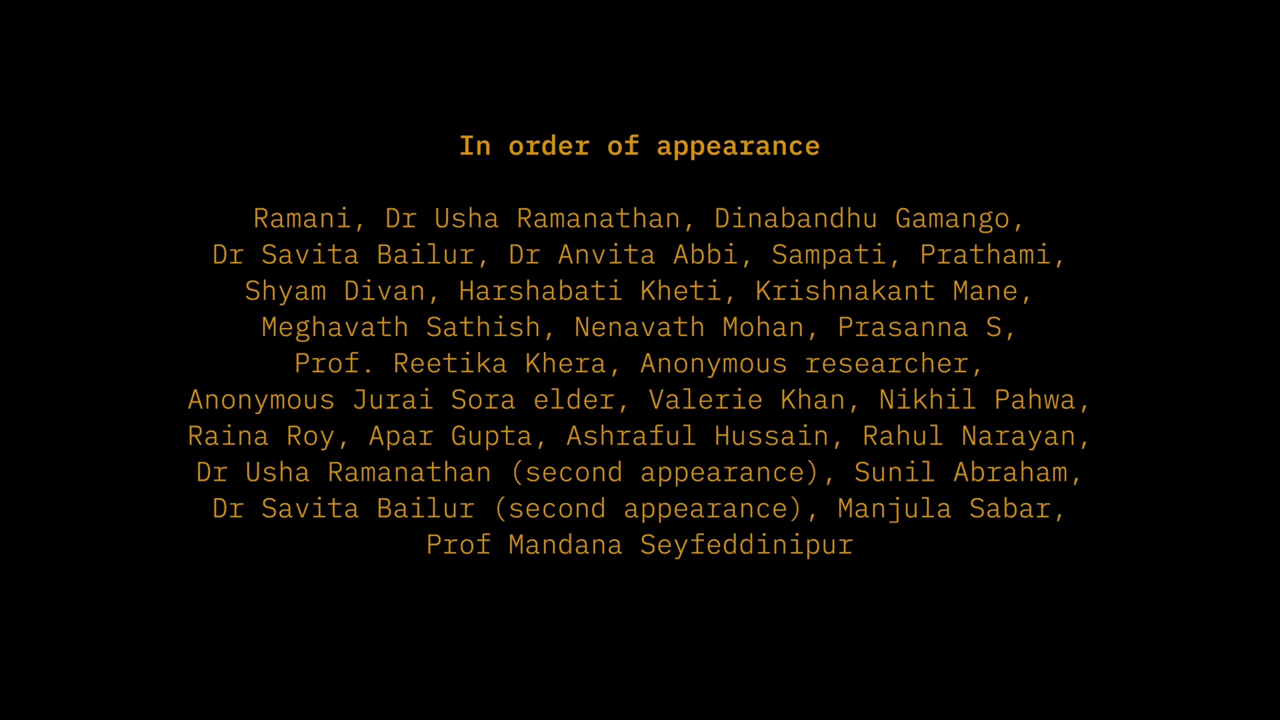 In order of appearance
Ramani, Dr Usha Ramanathan, Dinabandhu Gamango,
Dr Savita Bailur, Dr Anvita Abbi, Sampati, Prathami,
Shyam Divan, Harshabati Kheti, Krishnakant Mane,
Meghavath Sathish, Nenavath Mohan, Prasanna S,
Prof. Reetika Khera, Anonymous researcher,
Anonymous Jurai Sora elder, Valerie Khan, Nikhil Pahwa,
Raina Roy, Apar Gupta, Ashraful Hussain, Rahul Narayan,
Dr Usha Ramanathan (second appearance), Sunil Abraham,
Dr Savita Bailur (second appearance), Manjula Sabar,
Prof Mandana Seyfeddinipur